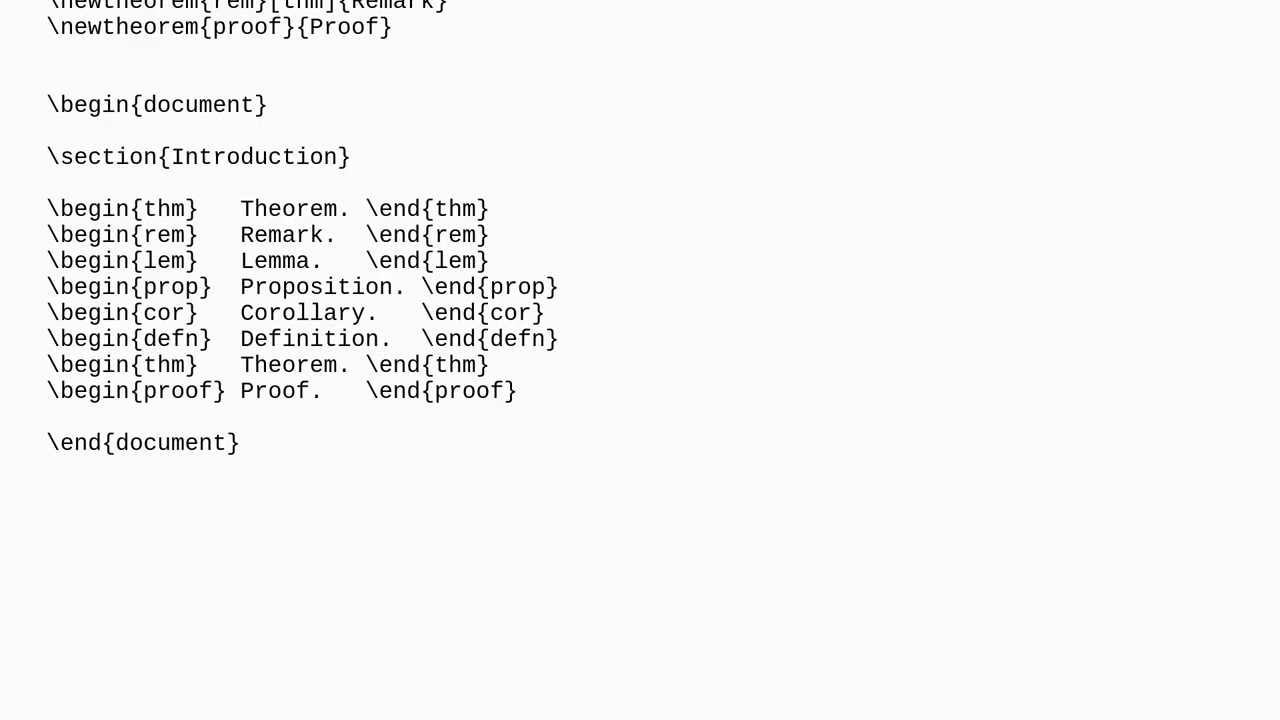 \newtheorem{rem}[thm]{Remark}
\newtheorem{proof}{Proof}
\begin{document}
\section{Introduction}
\begin{thm}   Theorem. \end{thm}
\begin{rem}   Remark.  \end{rem}
\begin{lem}   Lemma.   \end{lem}
\begin{prop}  Proposition. \end{prop}
\begin{cor}   Corollary.   \end{cor}
\begin{defn}  Definition.  \end{defn}
\begin{thm}   Theorem. \end{thm}
\begin{proof} Proof.   \end{proof}
\end{document}